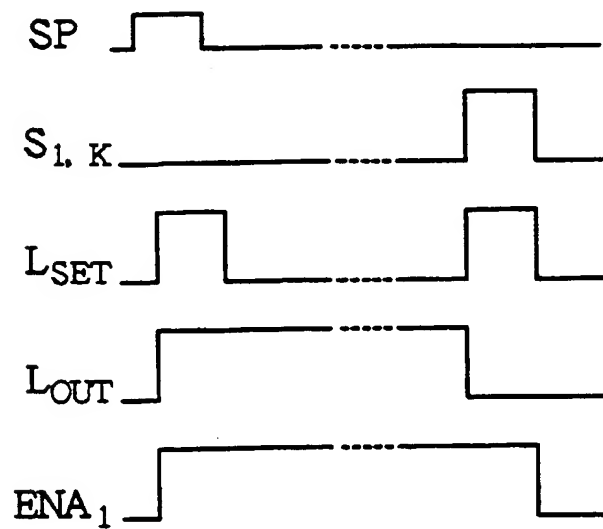 SP
S1, K
LSET
LOUT
ENA1